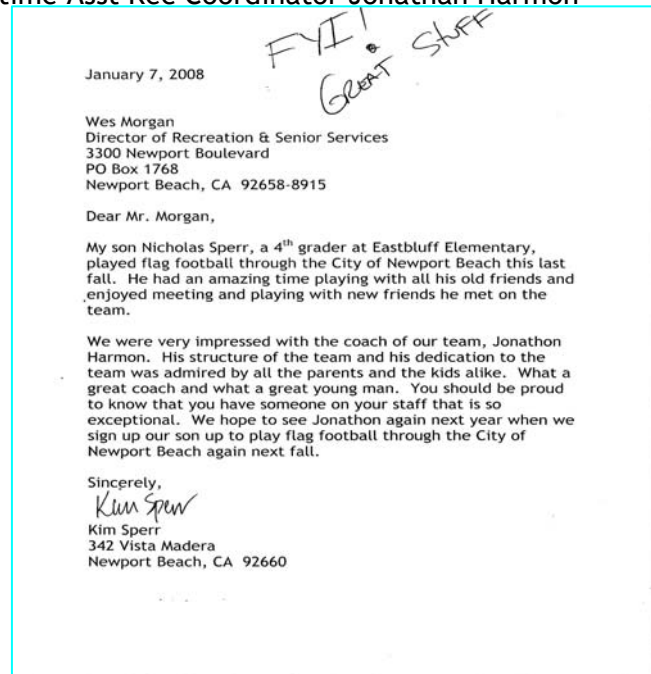 time Asst Rec Coordinator Jonathan Harmon
FYI!
& GREAT STUFF
January 7, 2008
Wes Morgan
Director of Recreation & Senior Services
3300 Newport Boulevard
PO Box 1768
Newport Beach, CA 92658-8915
Dear Mr. Morgan,
My son Nicholas Sperr, a 4th grader at Eastbluff Elementary,
played flag football through the City of Newport Beach this last
fall. He had an amazing time playing with all his old friends and
enjoyed meeting and playing with new friends he met on the
team.
We were very impressed with the coach of our team, Jonathon
Harmon. His structure of the team and his dedication to the
team was admired by all the parents and the kids alike. What a
great coach and what a great young man. You should be proud
to know that you have someone on your staff that is so
exceptional. We hope to see Jonathon again next year when we
sign up our son up to play flag football through the City of
Newport Beach again next fall.
Sincerely,
Kim Sperr
Kim Sperr
342 Vista Madera
Newport Beach, CA 92660